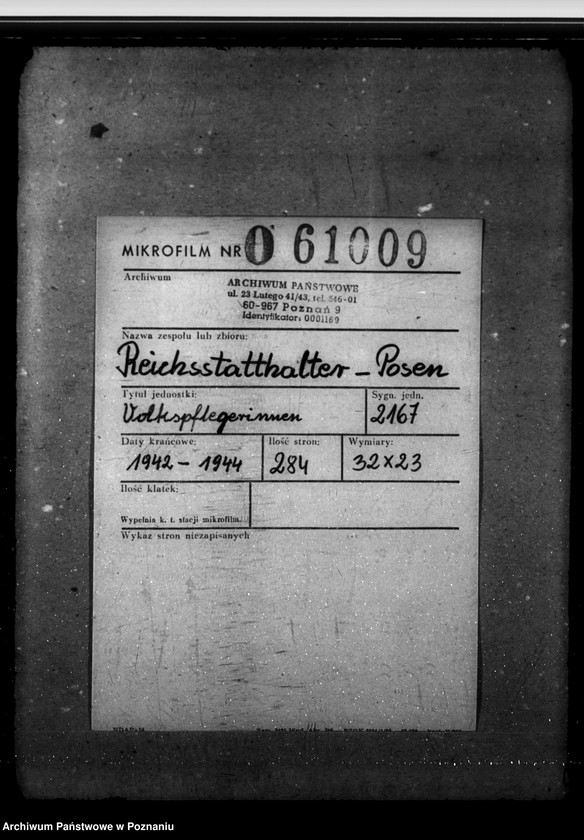 MIKROFILM NR 0 61009
Archiwum
ARCHIWUM PAŃSTWOWE
ul. 23 Lutego 41/43, tel. 546-01
60-967 Poznań 9
Identyfikator: 0001169
Nazwa zespołu lub zbioru:
Reichsstatthalter - Posen
Tytuł jednostki: Sygn. jedn.
Volkspflegerinnen 2167
Daty krańcowe: Ilość stron: Wymiary:
1942 - 1944 284 32x23
Ilość klatek:
Wypełnia k. t. stacji mikrofilm.
Wykaz stron niezapisanych
Archiwum Państwowe w Poznaniu